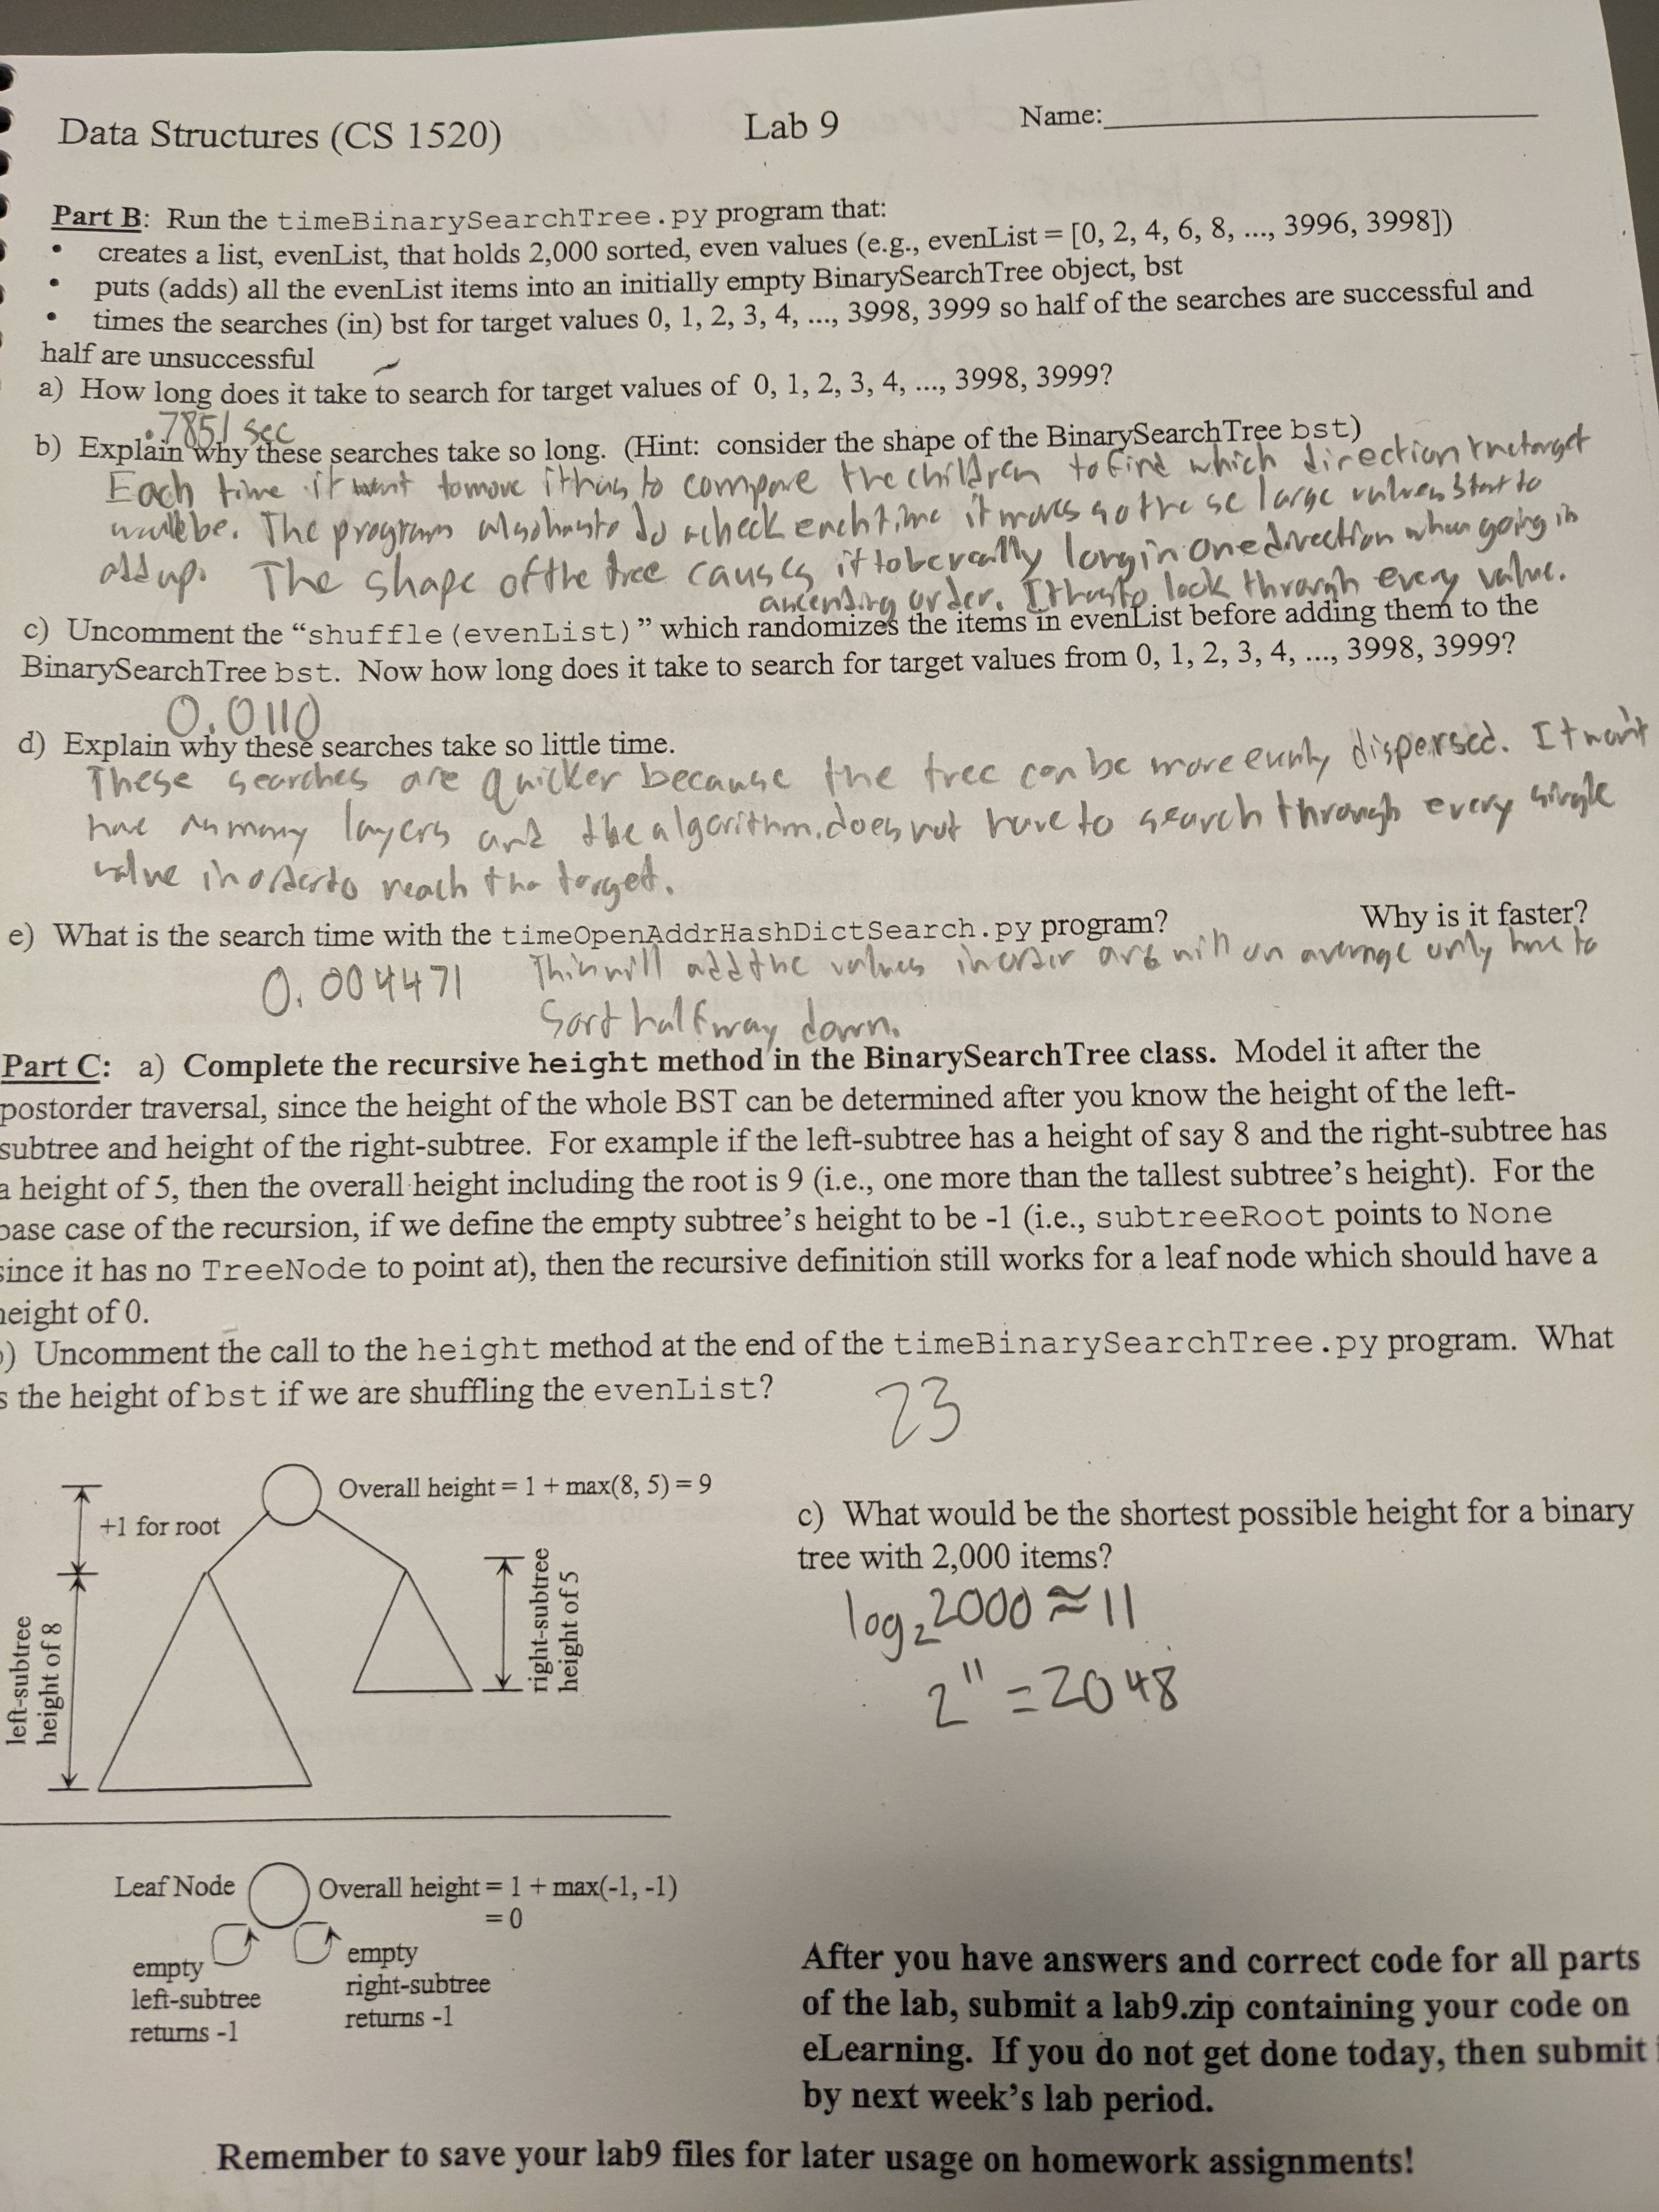 Data Structures (CS 1520)
Lab 9
Name:
Part B: Run the timeBinarySearchTree.py program that:
• creates a list, evenList, that holds 2,000 sorted, even values (e.g., evenList = [0, 2, 4, 6, 8, ..., 3996, 3998])
• puts (adds) all the evenList items into an initially empty BinarySearchTree object, bst
• times the searches (in) bst for target values 0, 1, 2, 3, 4, ..., 3998, 3999 so half of the searches are successful and
half are unsuccessful
a) How long does it take to search for target values of 0, 1, 2, 3, 4, ..., 3998, 3999?
.7851 sec
b) Explain why these searches take so long. (Hint: consider the shape of the BinarySearchTree bst)
Each time it want to move it has to compare the children to find which direction the target
will be. The program also has to do a check each time it moves so these large values start to
add up. The shape of the tree causes it to be really long in one direction when going in
ascending order. It has to look through every value.
c) Uncomment the “shuffle(evenList)” which randomizes the items in evenList before adding them to the
BinarySearchTree bst. Now how long does it take to search for target values from 0, 1, 2, 3, 4, ..., 3998, 3999?
0.0110
d) Explain why these searches take so little time.
These searches are quicker because the tree can be more evenly dispersed. It won't
have as many layers and the algorithm does not have to search through every single
value in order to reach the target.
e) What is the search time with the timeOpenAddrHashDictSearch.py program? Why is it faster?
0.004471 This will add the values in order and will on average only have to
Sort halfway down.
Part C: a) Complete the recursive height method in the BinarySearchTree class. Model it after the
postorder traversal, since the height of the whole BST can be determined after you know the height of the left-
subtree and height of the right-subtree. For example if the left-subtree has a height of say 8 and the right-subtree has
a height of 5, then the overall height including the root is 9 (i.e., one more than the tallest subtree’s height). For the
base case of the recursion, if we define the empty subtree’s height to be -1 (i.e., subtreeRoot points to None
since it has no TreeNode to point at), then the recursive definition still works for a leaf node which should have a
height of 0.
) Uncomment the call to the height method at the end of the timeBinarySearchTree.py program. What
s the height of bst if we are shuffling the evenList?
23
Overall height = 1 + max(8, 5) = 9
+1 for root
left-subtree
height of 8
right-subtree
height of 5
c) What would be the shortest possible height for a binary
tree with 2,000 items?
log₂2000 ≈ 11
2¹¹ = 2048
Leaf Node
Overall height = 1 + max(-1, -1)
= 0
empty
left-subtree
returns -1
empty
right-subtree
returns -1
After you have answers and correct code for all parts
of the lab, submit a lab9.zip containing your code on
eLearning. If you do not get done today, then submit
by next week’s lab period.
Remember to save your lab9 files for later usage on homework assignments!